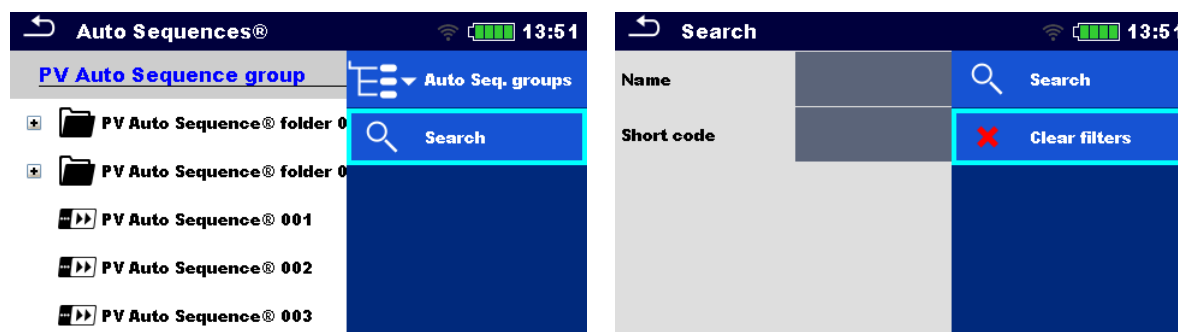 Auto Sequences® 13:51
PV Auto Sequence group
Auto Seq. groups
PV Auto Sequence® folder 0
Search
PV Auto Sequence® folder 0
PV Auto Sequence® 001
PV Auto Sequence® 002
PV Auto Sequence® 003
Search 13:51
Name
Search
Short code
Clear filters